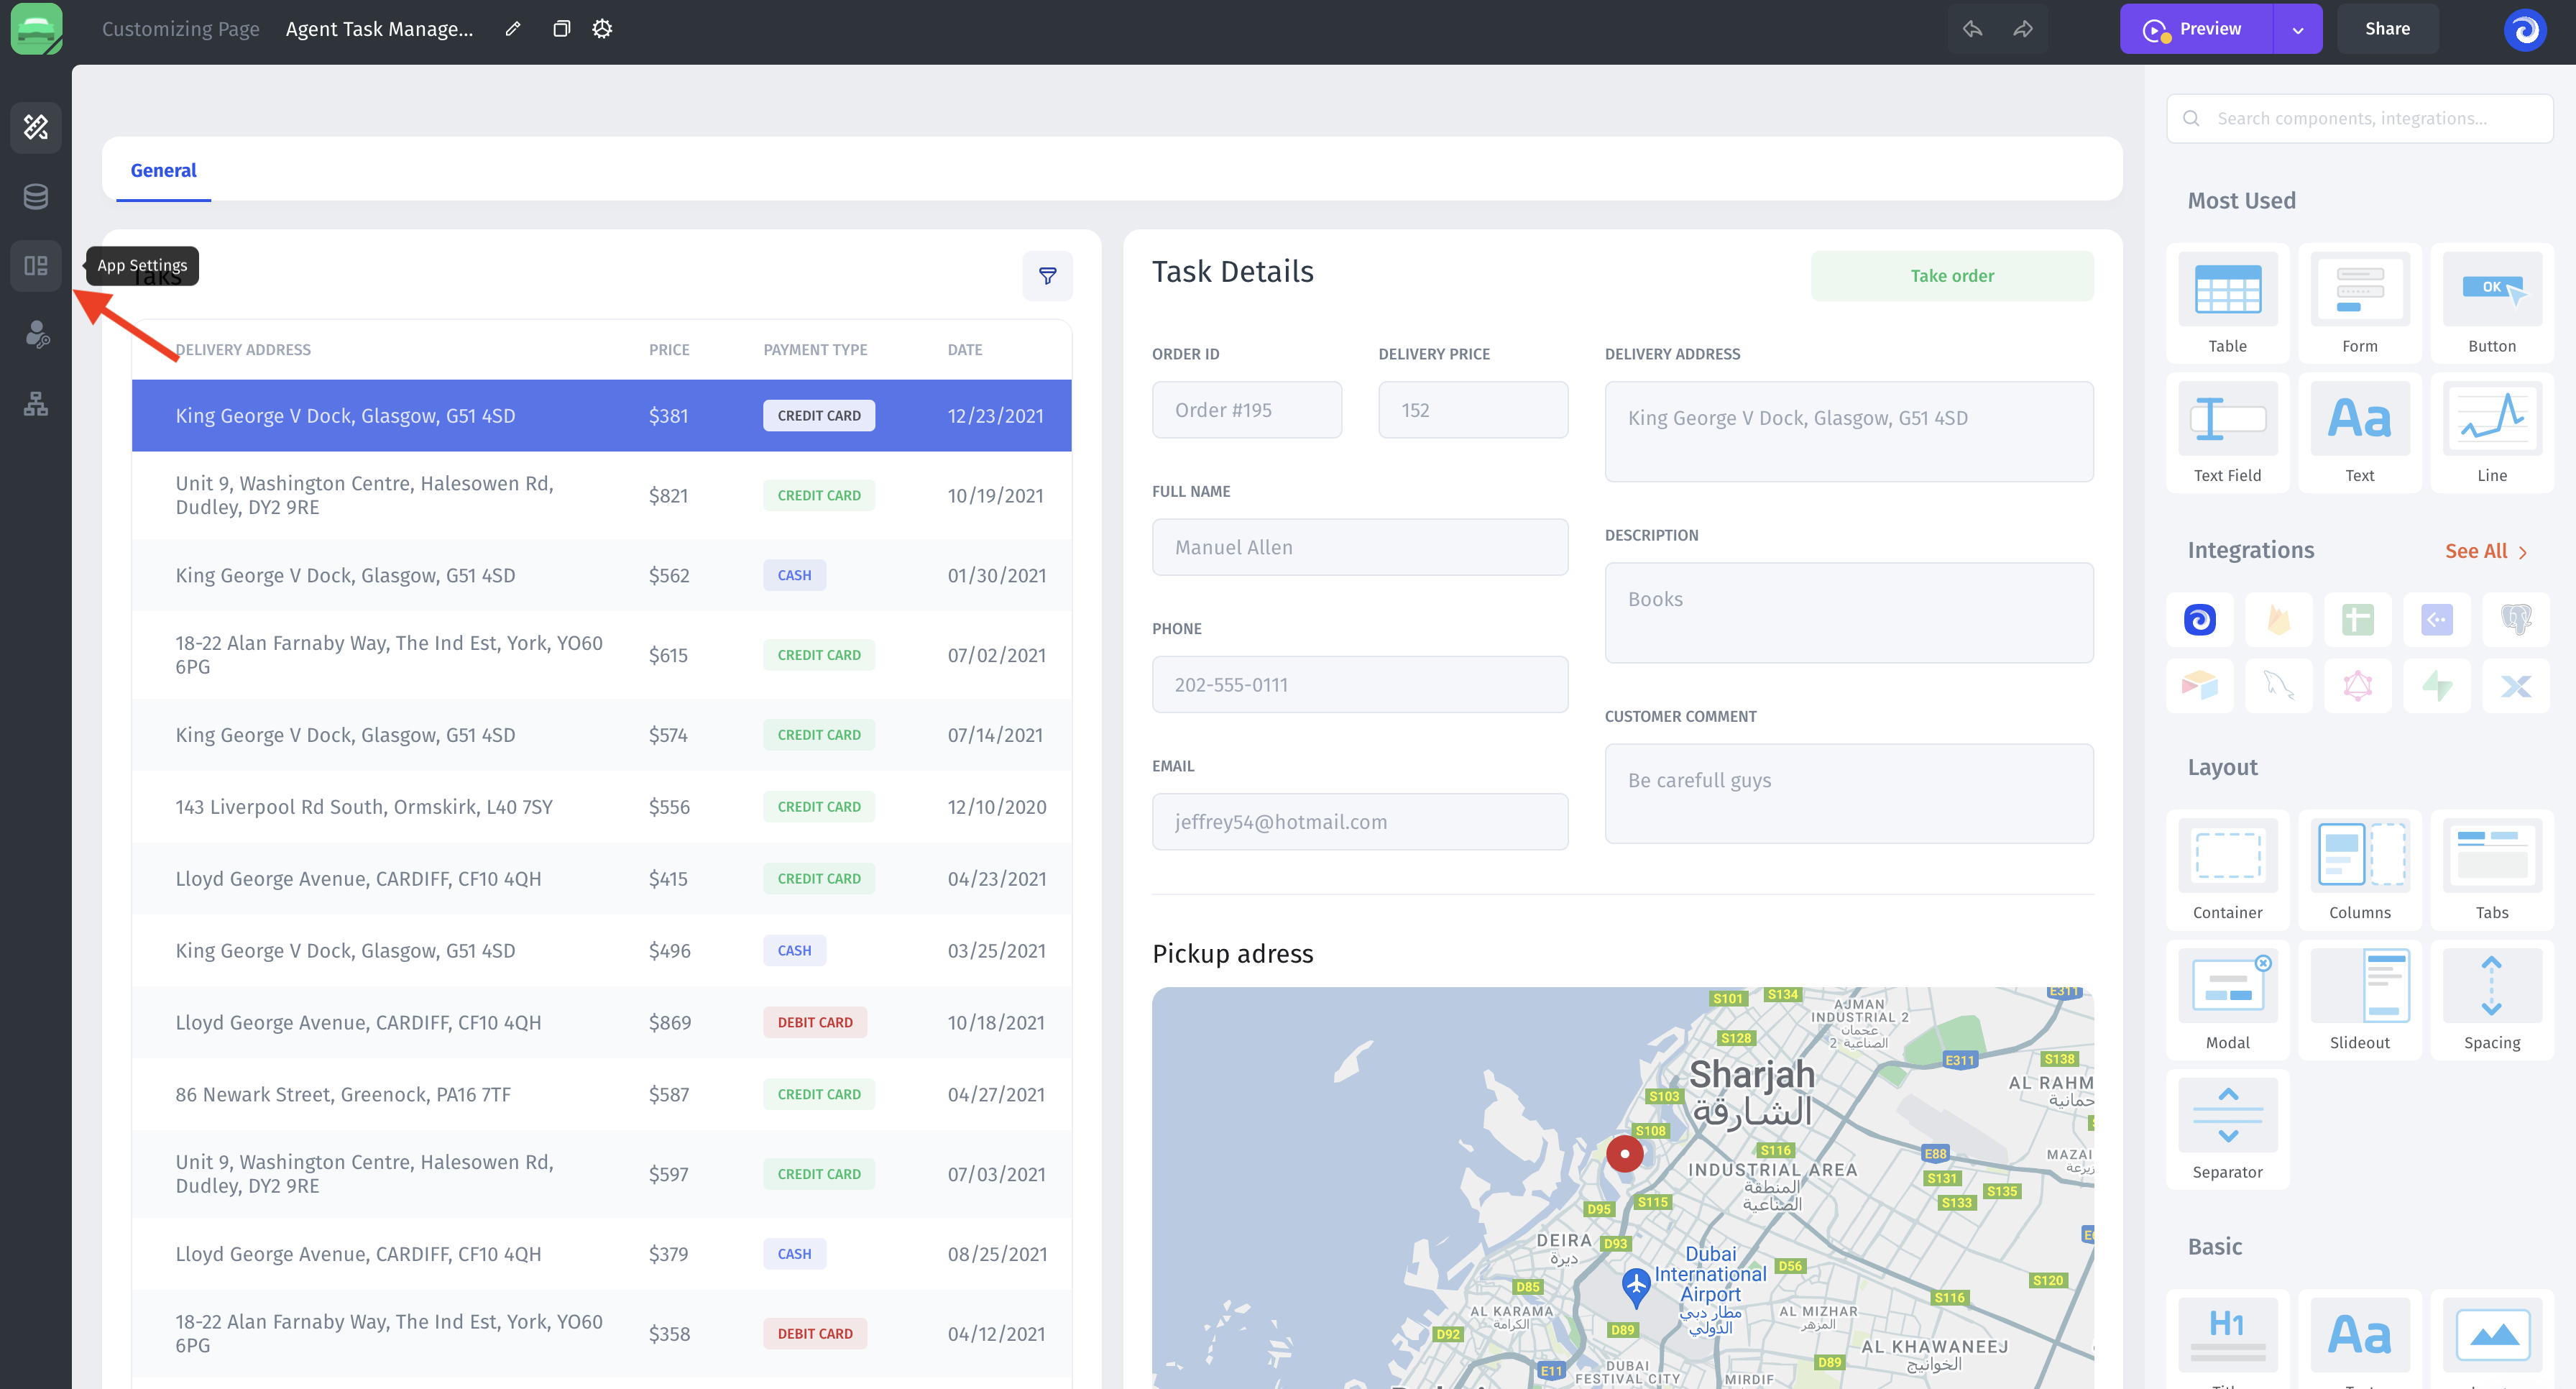 Customizing Page
Agent Task Manage...
Preview
Share
Search components, integrations...
General
App Settings
Most Used
Task Details
Take order
Table
Form
OK
Button
DELIVERY ADDRESS
PRICE
PAYMENT TYPE
DATE
ORDER ID
DELIVERY PRICE
DELIVERY ADDRESS
King George V Dock, Glasgow, G51 4SD
$381
CREDIT CARD
12/23/2021
Order #195
152
King George V Dock, Glasgow, G51 4SD
Aa
Text Field
Text
Line
Unit 9, Washington Centre, Halesowen Rd,
Dudley, DY2 9RE
$821
CREDIT CARD
10/19/2021
FULL NAME
Manuel Allen
DESCRIPTION
Books
Integrations
See All
King George V Dock, Glasgow, G51 4SD
$562
CASH
01/30/2021
18-22 Alan Farnaby Way, The Ind Est, York, YO60
6PG
$615
CREDIT CARD
07/02/2021
PHONE
202-555-0111
King George V Dock, Glasgow, G51 4SD
$574
CREDIT CARD
07/14/2021
CUSTOMER COMMENT
Be carefull guys
EMAIL
jeffrey54@hotmail.com
Layout
143 Liverpool Rd South, Ormskirk, L40 7SY
$556
CREDIT CARD
12/10/2020
Lloyd George Avenue, CARDIFF, CF10 4QH
$415
CREDIT CARD
04/23/2021
Container
Columns
Tabs
King George V Dock, Glasgow, G51 4SD
$496
CASH
03/25/2021
Pickup adress
Lloyd George Avenue, CARDIFF, CF10 4QH
$869
DEBIT CARD
10/18/2021
Modal
Slideout
Spacing
86 Newark Street, Greenock, PA16 7TF
$587
CREDIT CARD
04/27/2021
Unit 9, Washington Centre, Halesowen Rd,
Dudley, DY2 9RE
$597
CREDIT CARD
07/03/2021
Separator
Lloyd George Avenue, CARDIFF, CF10 4QH
$379
CASH
08/25/2021
Basic
18-22 Alan Farnaby Way, The Ind Est, York, YO60
6PG
$358
DEBIT CARD
04/12/2021
H1
Aa
S101
S134
E311
AJMAN
INDUSTRIAL 2
عجمان
الصناعية 2
S128
E311
S138
Sharjah
الشارقة
AL RAHM
S103
S108
S116
E88
INDUSTRIAL AREA
المنطقة
الصناعية
MAZAI
S131
S135
S133
S115
D95
DEIRA
ديرة
D93
Dubai
International
Airport
مطار دبي
الدولي
D56
S120
D85
S116
AL KARAMA
الكرامة
AL MIZHAR
المزهر
D92
D89
AL KHAWANEEJ
الخوانيج
D89
E11
DUBAI
FESTIVAL CITY
MIRDIF